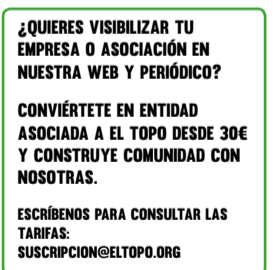 ¿QUIERES VISIBILIZAR TU
EMPRESA O ASOCIACIÓN EN
NUESTRA WEB Y PERIÓDICO?
CONVIÉRTETE EN ENTIDAD
ASOCIADA A EL TOPO DESDE 30€
Y CONSTRUYE COMUNIDAD CON
NOSOTRAS.
ESCRÍBENOS PARA CONSULTAR LAS
TARIFAS:
SUSCRIPCION@ELTOPO.ORG